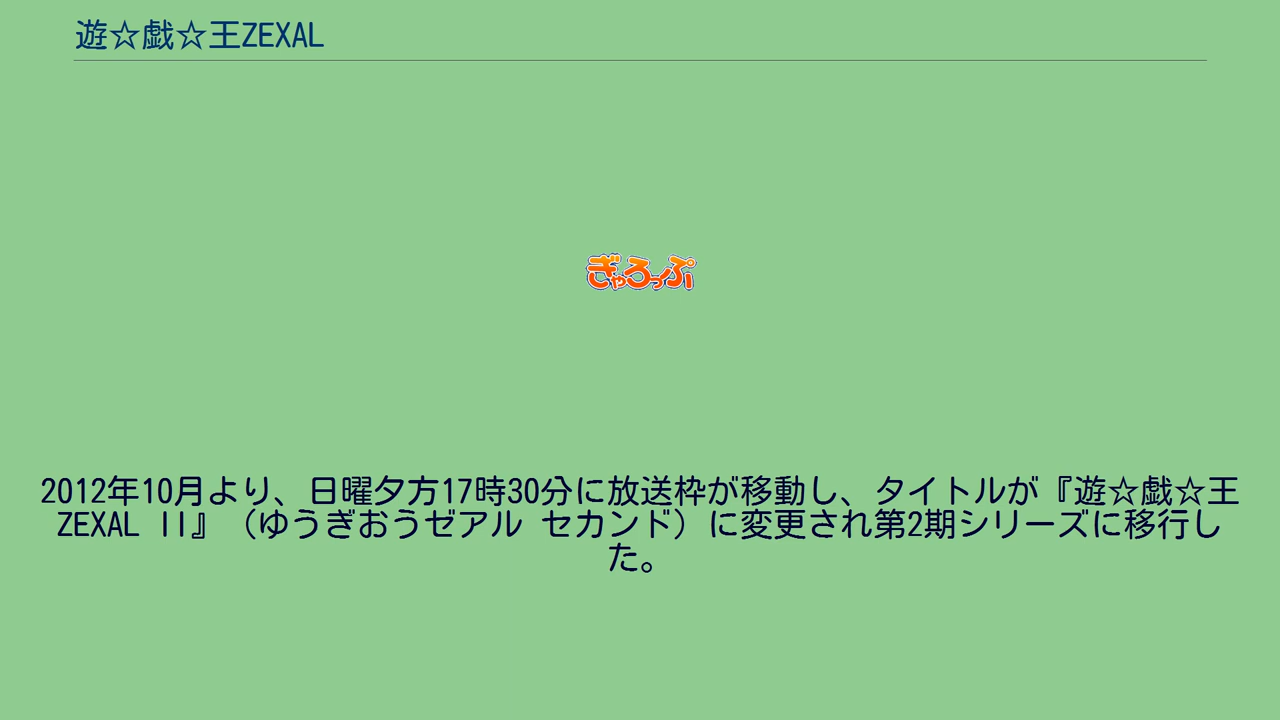 遊☆戯☆王ZEXAL
ぎゃろっぷ
2012年10月より、日曜夕方17時30分に放送枠が移動し、タイトルが『遊☆戯☆王
ZEXAL II』（ゆうぎおうゼアル セカンド）に変更され第2期シリーズに移行し
た。